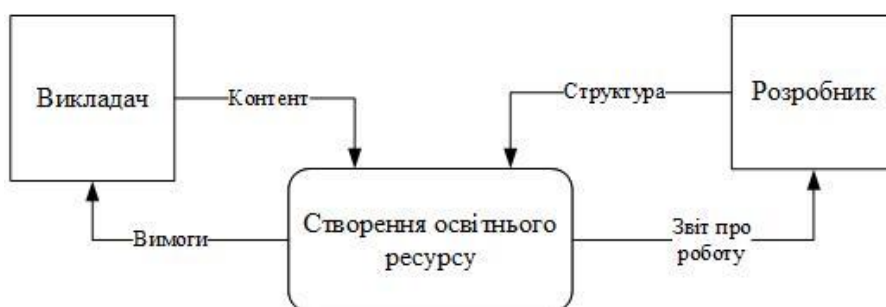 Викладач
Контент
Структура
Розробник
Вимоги
Створення освітнього
ресурсу
Звіт про
роботу